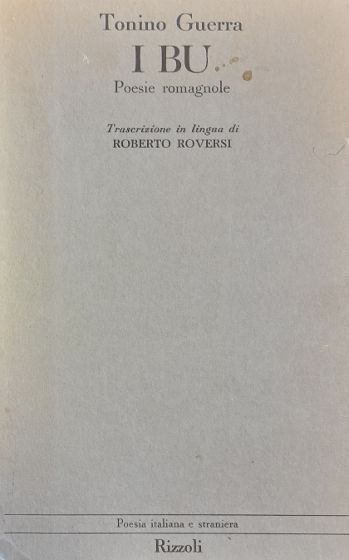 Tonino Guerra
I BU
Poesie romagnole
Trascrizione in lingua di
ROBERTO ROVERSI
Poesia italiana e straniera
Rizzoli